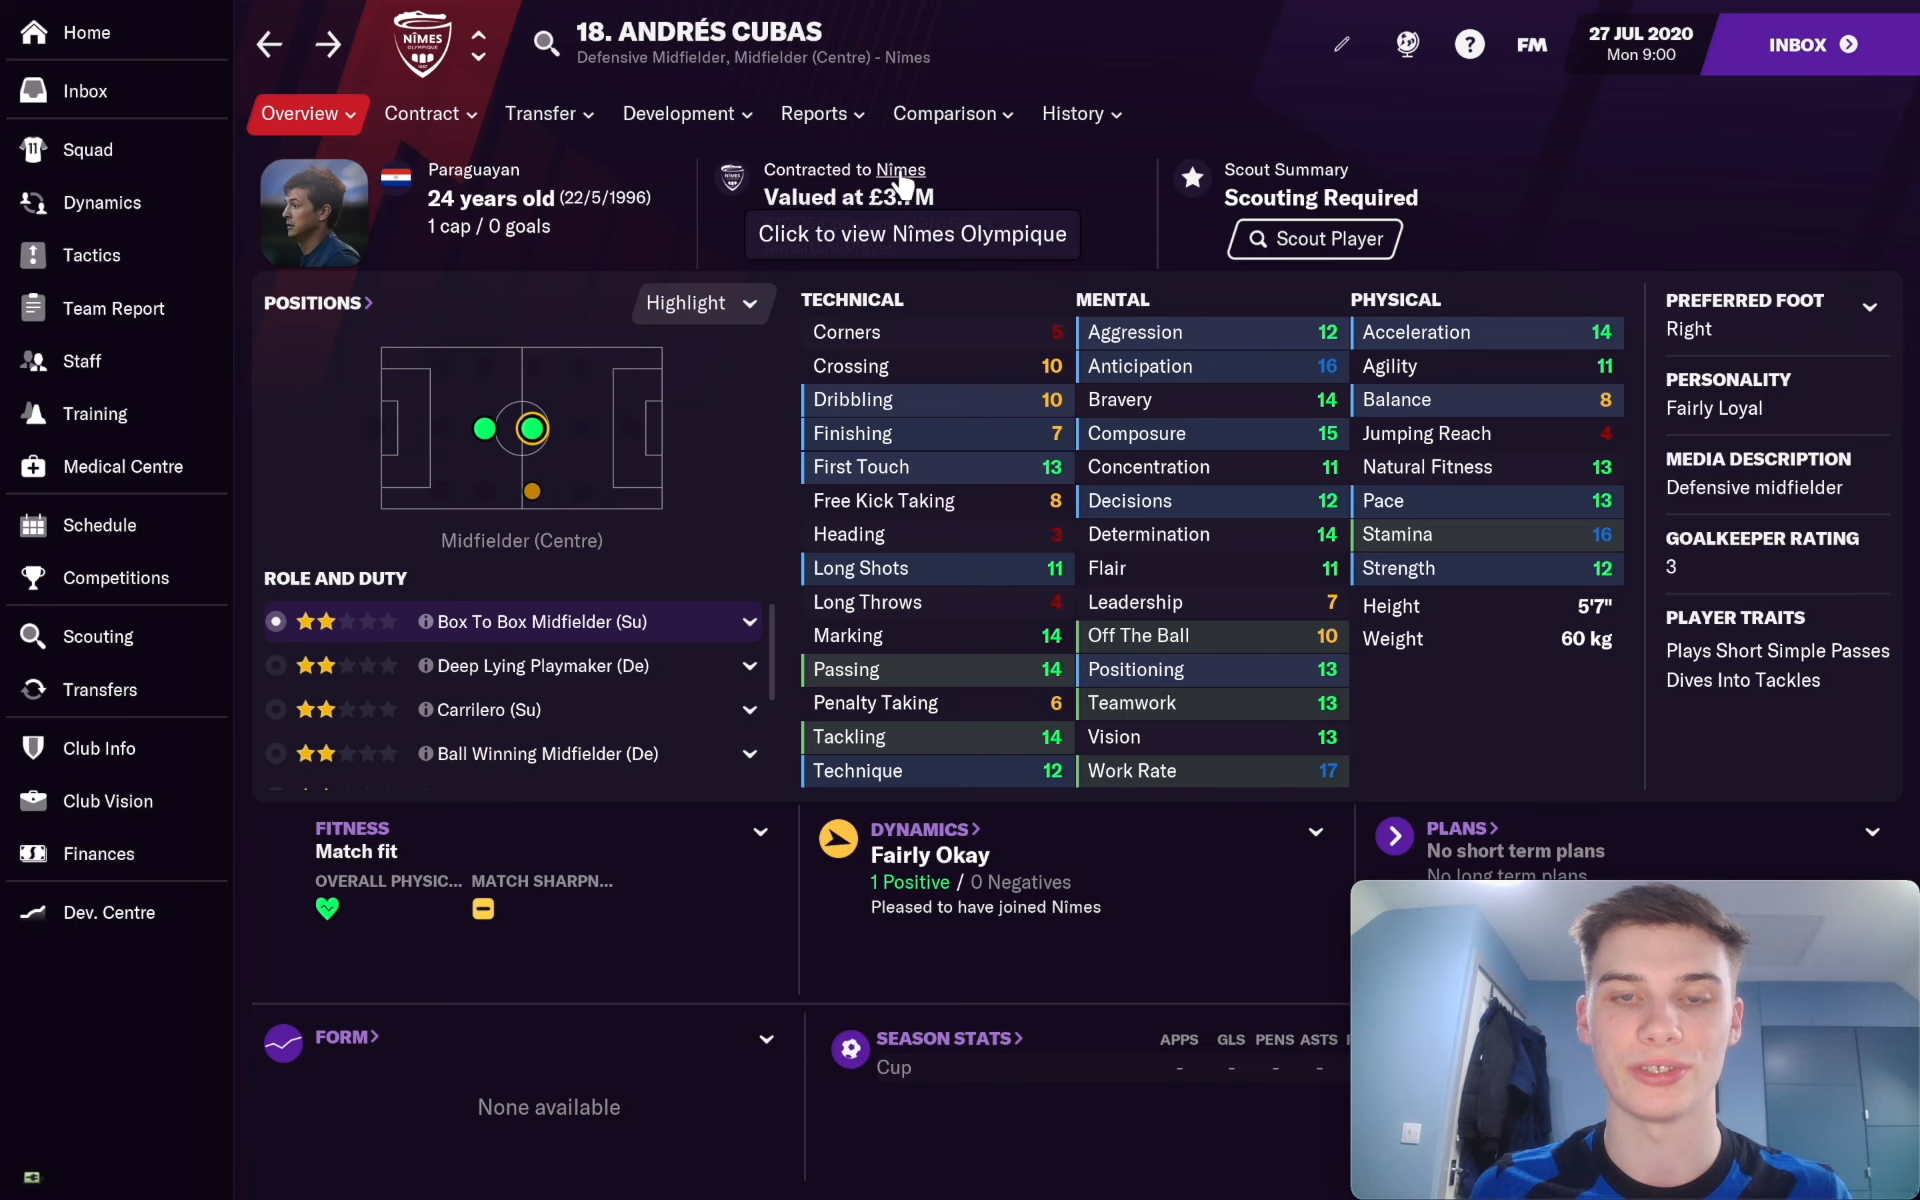 Home
Inbox
Squad
Dynamics
Tactics
Team Report
Staff
Training
Medical Centre
Schedule
Competitions
Scouting
Transfers
Club Info
Club Vision
Finances
Dev. Centre
NÎMES
OLYMPIQUE
18. ANDRÉS CUBAS
Defensive Midfielder, Midfielder (Centre) - Nîmes
?
FM
27 JUL 2020
Mon 9:00
INBOX
Overview
Contract
Transfer
Development
Reports
Comparison
History
Paraguayan
24 years old (22/5/1996)
1 cap / 0 goals
Contracted to Nîmes
Valued at
Click to view Nîmes Olympique
Scout Summary
Scouting Required
Scout Player
POSITIONS
Highlight
Midfielder (Centre)
ROLE AND DUTY
Box To Box Midfielder (Su)
Deep Lying Playmaker (De)
Carrilero (Su)
Ball Winning Midfielder (De)
TECHNICAL
Corners 5
Crossing 10
Dribbling 10
Finishing 7
First Touch 13
Free Kick Taking 8
Heading 3
Long Shots 11
Long Throws 4
Marking 14
Passing 14
Penalty Taking 6
Tackling 14
Technique 12
MENTAL
Aggression 12
Anticipation 16
Bravery 14
Composure 15
Concentration 11
Decisions 12
Determination 14
Flair 11
Leadership 7
Off The Ball 10
Positioning 13
Teamwork 13
Vision 13
Work Rate 17
PHYSICAL
Acceleration 14
Agility 11
Balance 8
Jumping Reach 4
Natural Fitness 13
Pace 13
Stamina 16
Strength 12
Height 5'7"
Weight 60 kg
PREFERRED FOOT
Right
PERSONALITY
Fairly Loyal
MEDIA DESCRIPTION
Defensive midfielder
GOALKEEPER RATING
3
PLAYER TRAITS
Plays Short Simple Passes
Dives Into Tackles
FITNESS
Match fit
OVERALL PHYSIC... MATCH SHARPN...
DYNAMICS
Fairly Okay
1 Positive / 0 Negatives
Pleased to have joined Nîmes
PLANS
No short term plans
No long term plans
FORM
None available
SEASON STATS APPS GLS PENS ASTS
Cup - - - -